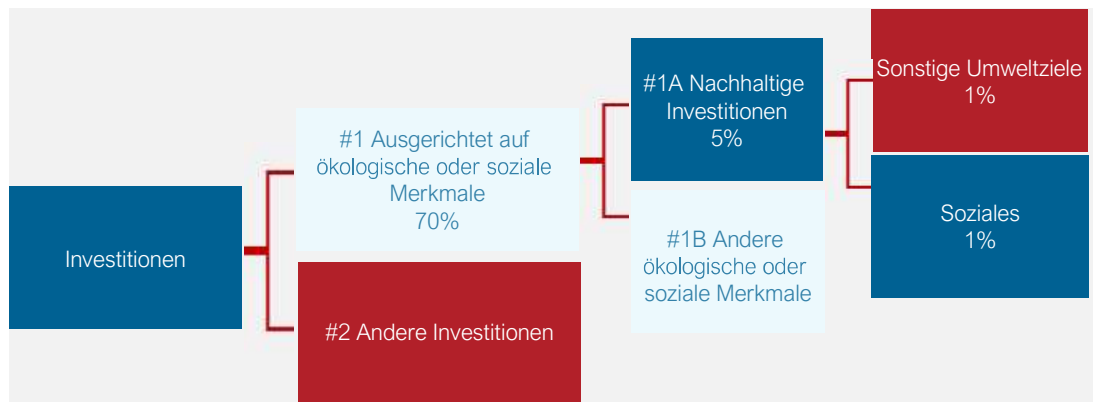 Investitionen
#1 Ausgerichtet auf
ökologische oder soziale
Merkmale
70%
#2 Andere Investitionen
#1A Nachhaltige
Investitionen
5%
#1B Andere
ökologische oder
soziale Merkmale
Sonstige Umweltziele
1%
Soziales
1%